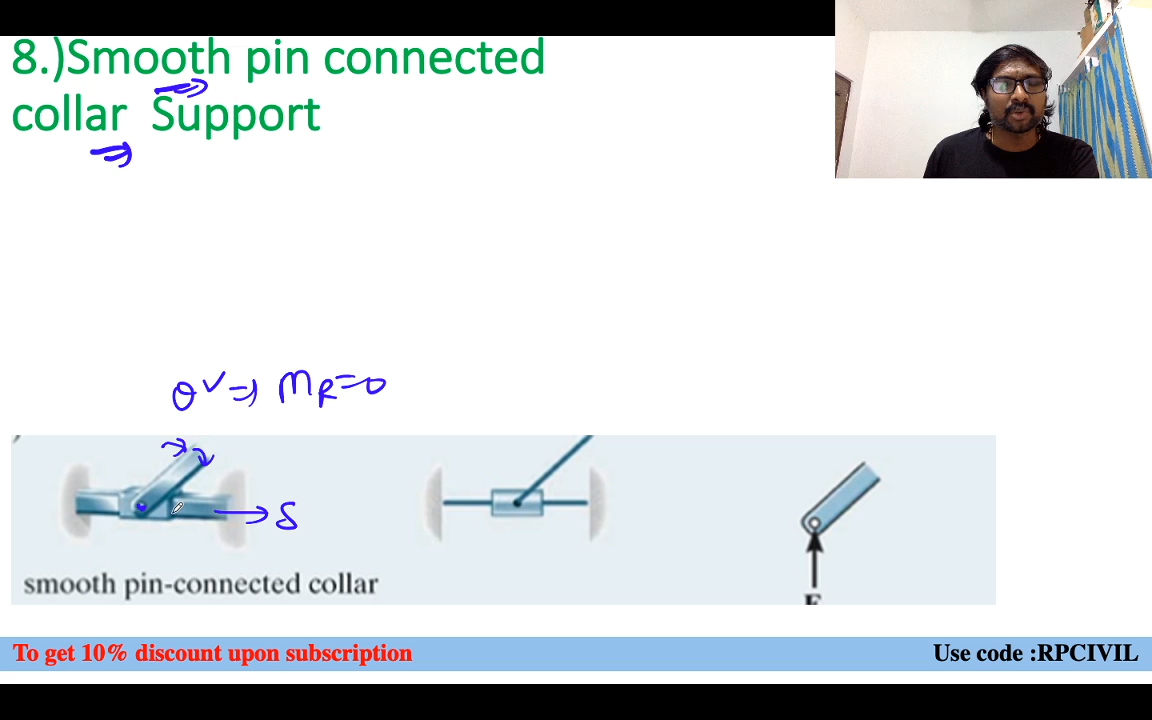 8.)Smooth pin connected
collar Support
θ ✓ ⇒ M_R=0
→ δ
smooth pin-connected collar
F
To get 10% discount upon subscription
Use code :RPCIVIL